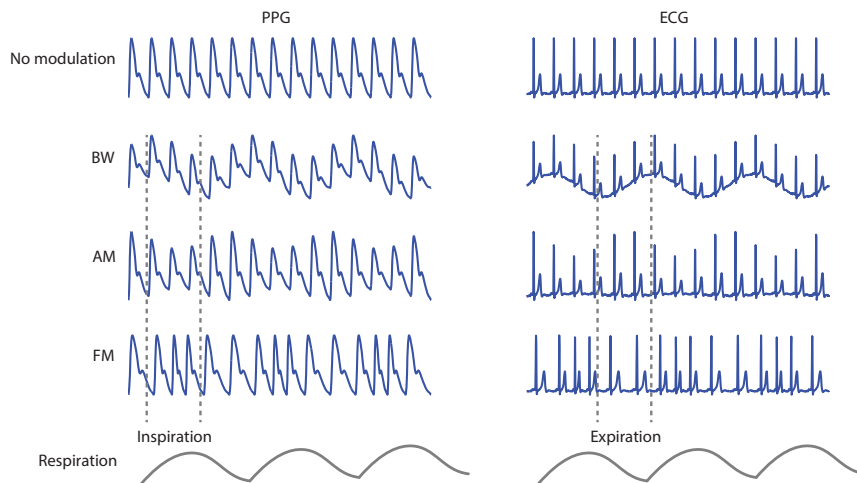 PPG ECG
No modulation
BW
AM
FM
Inspiration Expiration
Respiration